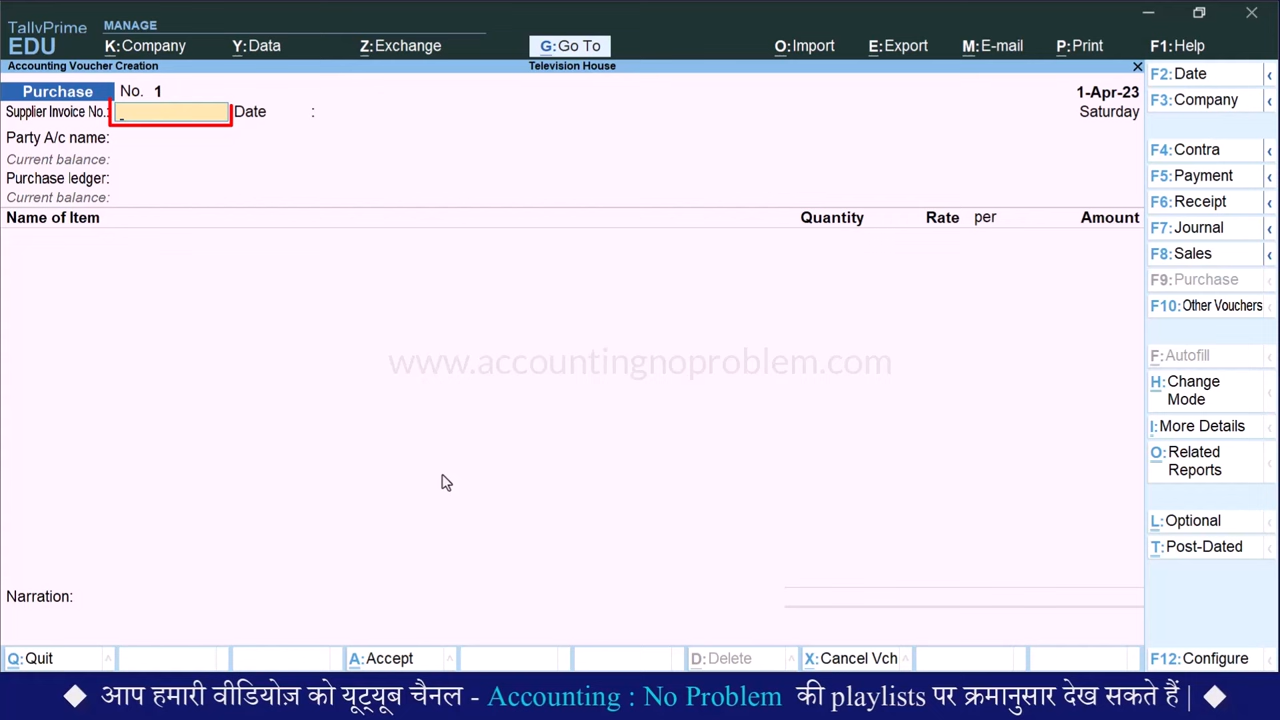 TallyPrime MANAGE
EDU K:Company Y:Data Z:Exchange G:Go To O:Import E:Export M:E-mail P:Print F1:Help
Accounting Voucher Creation Television House
Purchase No. 1 1-Apr-23
Supplier Invoice No.: Date : Saturday
Party A/c name:
Current balance:
Purchase ledger:
Current balance:
Name of Item Quantity Rate per Amount
www.accountingnoproblem.com
Narration:
F2:Date
F3:Company
F4:Contra
F5:Payment
F6:Receipt
F7:Journal
F8:Sales
F9:Purchase
F10:Other Vouchers
F:Autofill
H:Change
Mode
I:More Details
O:Related
Reports
L:Optional
T:Post-Dated
Q:Quit A:Accept D:Delete X:Cancel Vch F12:Configure
आप हमारी वीडियोज़ को यूट्यूब चैनल - Accounting : No Problem की playlists पर क्रमानुसार देख सकते हैं |